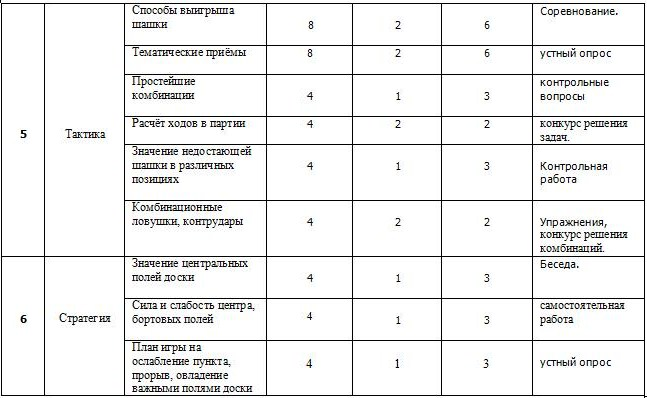 Способы выигрыша
шашки
8
2
6
Соревнование.
Тематические приёмы
8
2
6
устный опрос
Простейшие
комбинации
4
1
3
контрольные
вопросы
5
Тактика
Расчёт ходов в партии
4
2
2
конкурс решения
задач.
Значение недостающей
шашки в различных
позициях
4
1
3
Контрольная
работа
Комбинационные
ловушки, контрудары
4
2
2
Упражнения,
конкурс решения
комбинаций.
Значение центральных
полей доски
4
1
3
Беседа.
6
Стратегия
Сила и слабость центра,
бортовых полей
4
1
3
самостоятельная
работа
План игры на
ослабление пункта,
прорыв, овладение
важными полями доски
4
1
3
устный опрос